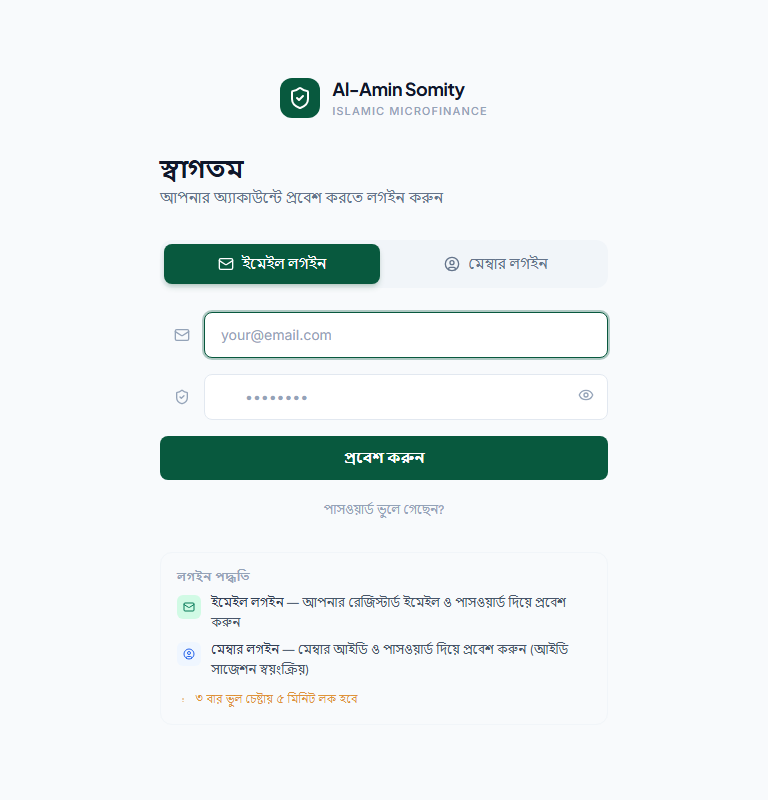 Al-Amin Somity
ISLAMIC MICROFINANCE
স্বাগতম
আপনার অ্যাকাউন্টে প্রবেশ করতে লগইন করুন
ইমেইল লগইন
মেম্বার লগইন
your@email.com
••••••••
প্রবেশ করুন
পাসওয়ার্ড ভুলে গেছেন?
লগইন পদ্ধতি
ইমেইল লগইন — আপনার রেজিস্টার্ড ইমেইল ও পাসওয়ার্ড দিয়ে প্রবেশ
করুন
মেম্বার লগইন — মেম্বার আইডি ও পাসওয়ার্ড দিয়ে প্রবেশ করুন (আইডি
সাজেশন স্বয়ংক্রিয়)
৩ বার ভুল চেষ্টায় ৫ মিনিট লক হবে